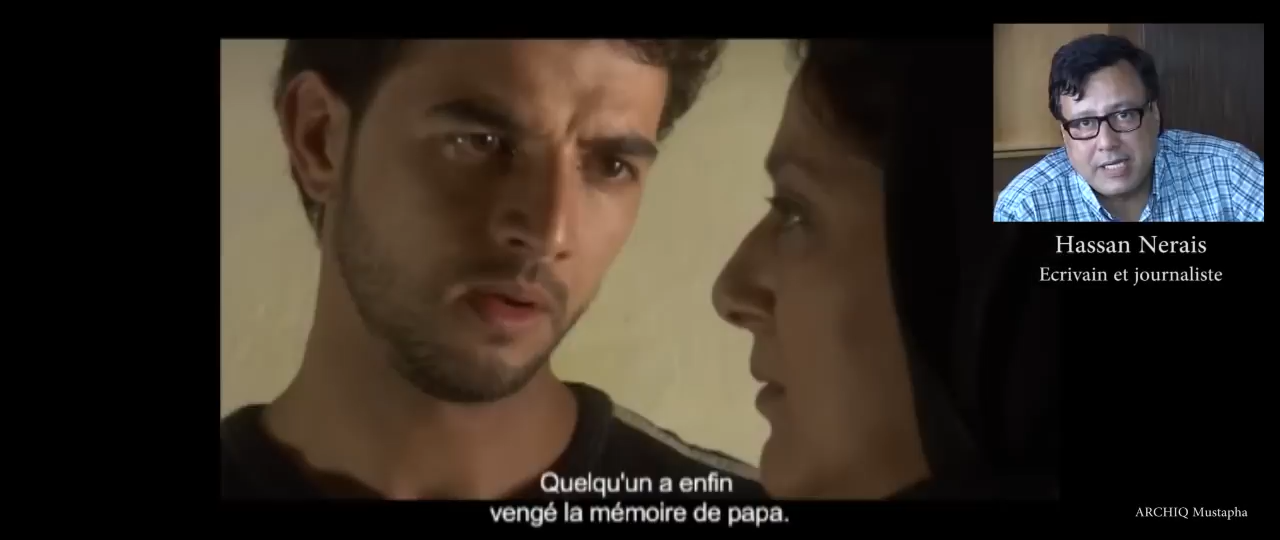 Hassan Nerais
Ecrivain et journaliste
Quelqu'un a enfin
vengé la mémoire de papa.
ARCHIQ Mustapha